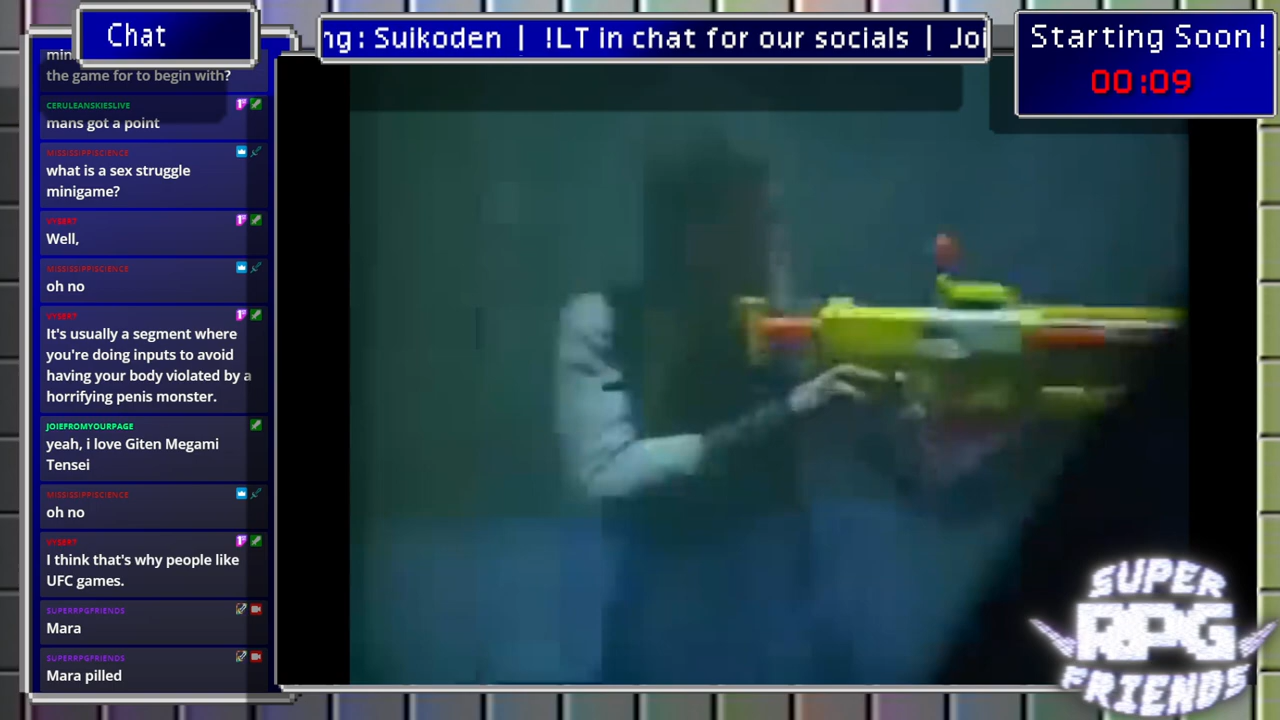 Chat
ng: Suikoden | !LT in chat for our socials | Joi
Starting Soon!
00:09
the game for to begin with?
CERULEANSKIESLIVE
mans got a point
MISSISSIPPISCIENCE
what is a sex struggle
minigame?
VYSERT
Well,
MISSISSIPPISCIENCE
oh no
VYSERT
It's usually a segment where
you're doing inputs to avoid
having your body violated by a
horrifying penis monster.
JOIEFROMYOURPAGE
yeah, i love Giten Megami
Tensei
MISSISSIPPISCIENCE
oh no
VYSERT
I think that's why people like
UFC games.
SUPERRPGFRIENDS
Mara
SUPERRPGFRIENDS
Mara pilled
SUPER
RPG
FRIENDS